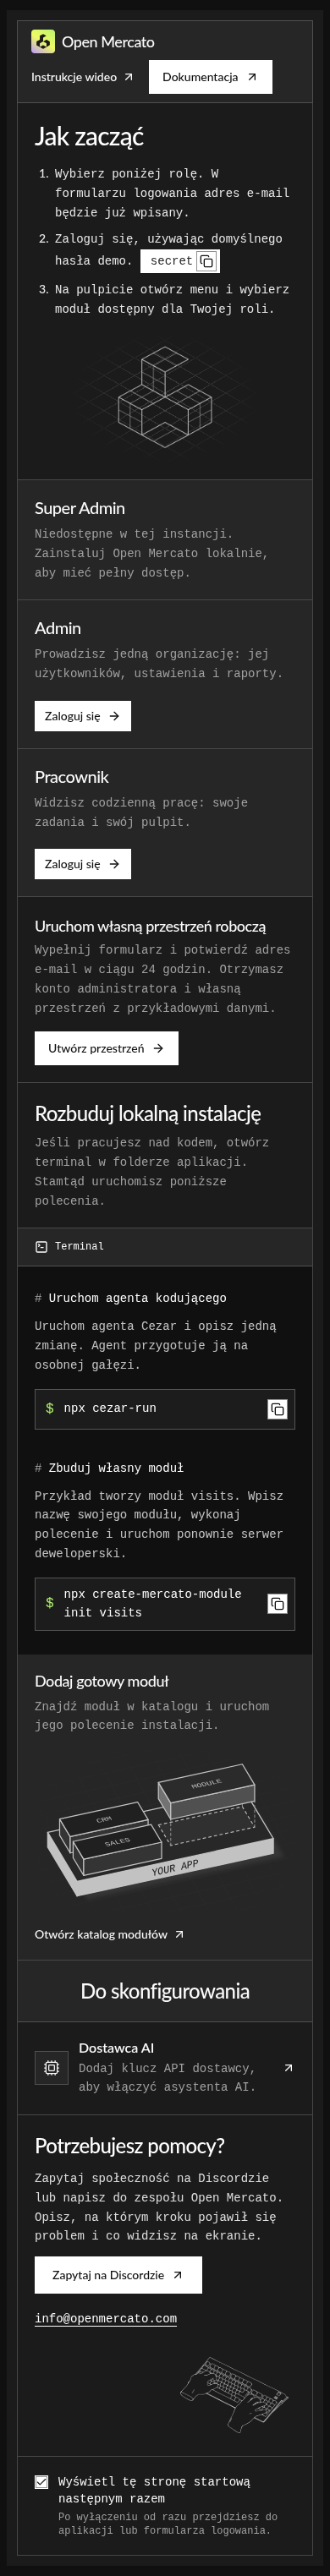 Open Mercato
Instrukcje wideo
Dokumentacja
Jak zacząć
1. Wybierz poniżej rolę. W
formularzu logowania adres e-mail
będzie już wpisany.
2. Zaloguj się, używając domyślnego
hasła demo. secret
3. Na pulpicie otwórz menu i wybierz
moduł dostępny dla Twojej roli.
Super Admin
Niedostępne w tej instancji.
Zainstaluj Open Mercato lokalnie,
aby mieć pełny dostęp.
Admin
Prowadzisz jedną organizację: jej
użytkowników, ustawienia i raporty.
Zaloguj się
Pracownik
Widzisz codzienną pracę: swoje
zadania i swój pulpit.
Zaloguj się
Uruchom własną przestrzeń roboczą
Wypełnij formularz i potwierdź adres
e-mail w ciągu 24 godzin. Otrzymasz
konto administratora i własną
przestrzeń z przykładowymi danymi.
Utwórz przestrzeń
Rozbuduj lokalną instalację
Jeśli pracujesz nad kodem, otwórz
terminal w folderze aplikacji.
Stamtąd uruchomisz poniższe
polecenia.
Terminal
# Uruchom agenta kodującego
Uruchom agenta Cezar i opisz jedną
zmianę. Agent przygotuje ją na
osobnej gałęzi.
$ npx cezar-run
# Zbuduj własny moduł
Przykład tworzy moduł visits. Wpisz
nazwę swojego modułu, wykonaj
polecenie i uruchom ponownie serwer
deweloperski.
$ npx create-mercato-module
init visits
Dodaj gotowy moduł
Znajdź moduł w katalogu i uruchom
jego polecenie instalacji.
MODULE
CRM
SALES
YOUR APP
Otwórz katalog modułów
Do skonfigurowania
Dostawca AI
Dodaj klucz API dostawcy,
aby włączyć asystenta AI.
Potrzebujesz pomocy?
Zapytaj społeczność na Discordzie
lub napisz do zespołu Open Mercato.
Opisz, na którym kroku pojawił się
problem i co widzisz na ekranie.
Zapytaj na Discordzie
info@openmercato.com
Wyświetl tę stronę startową
następnym razem
Po wyłączeniu od razu przejdziesz do
aplikacji lub formularza logowania.